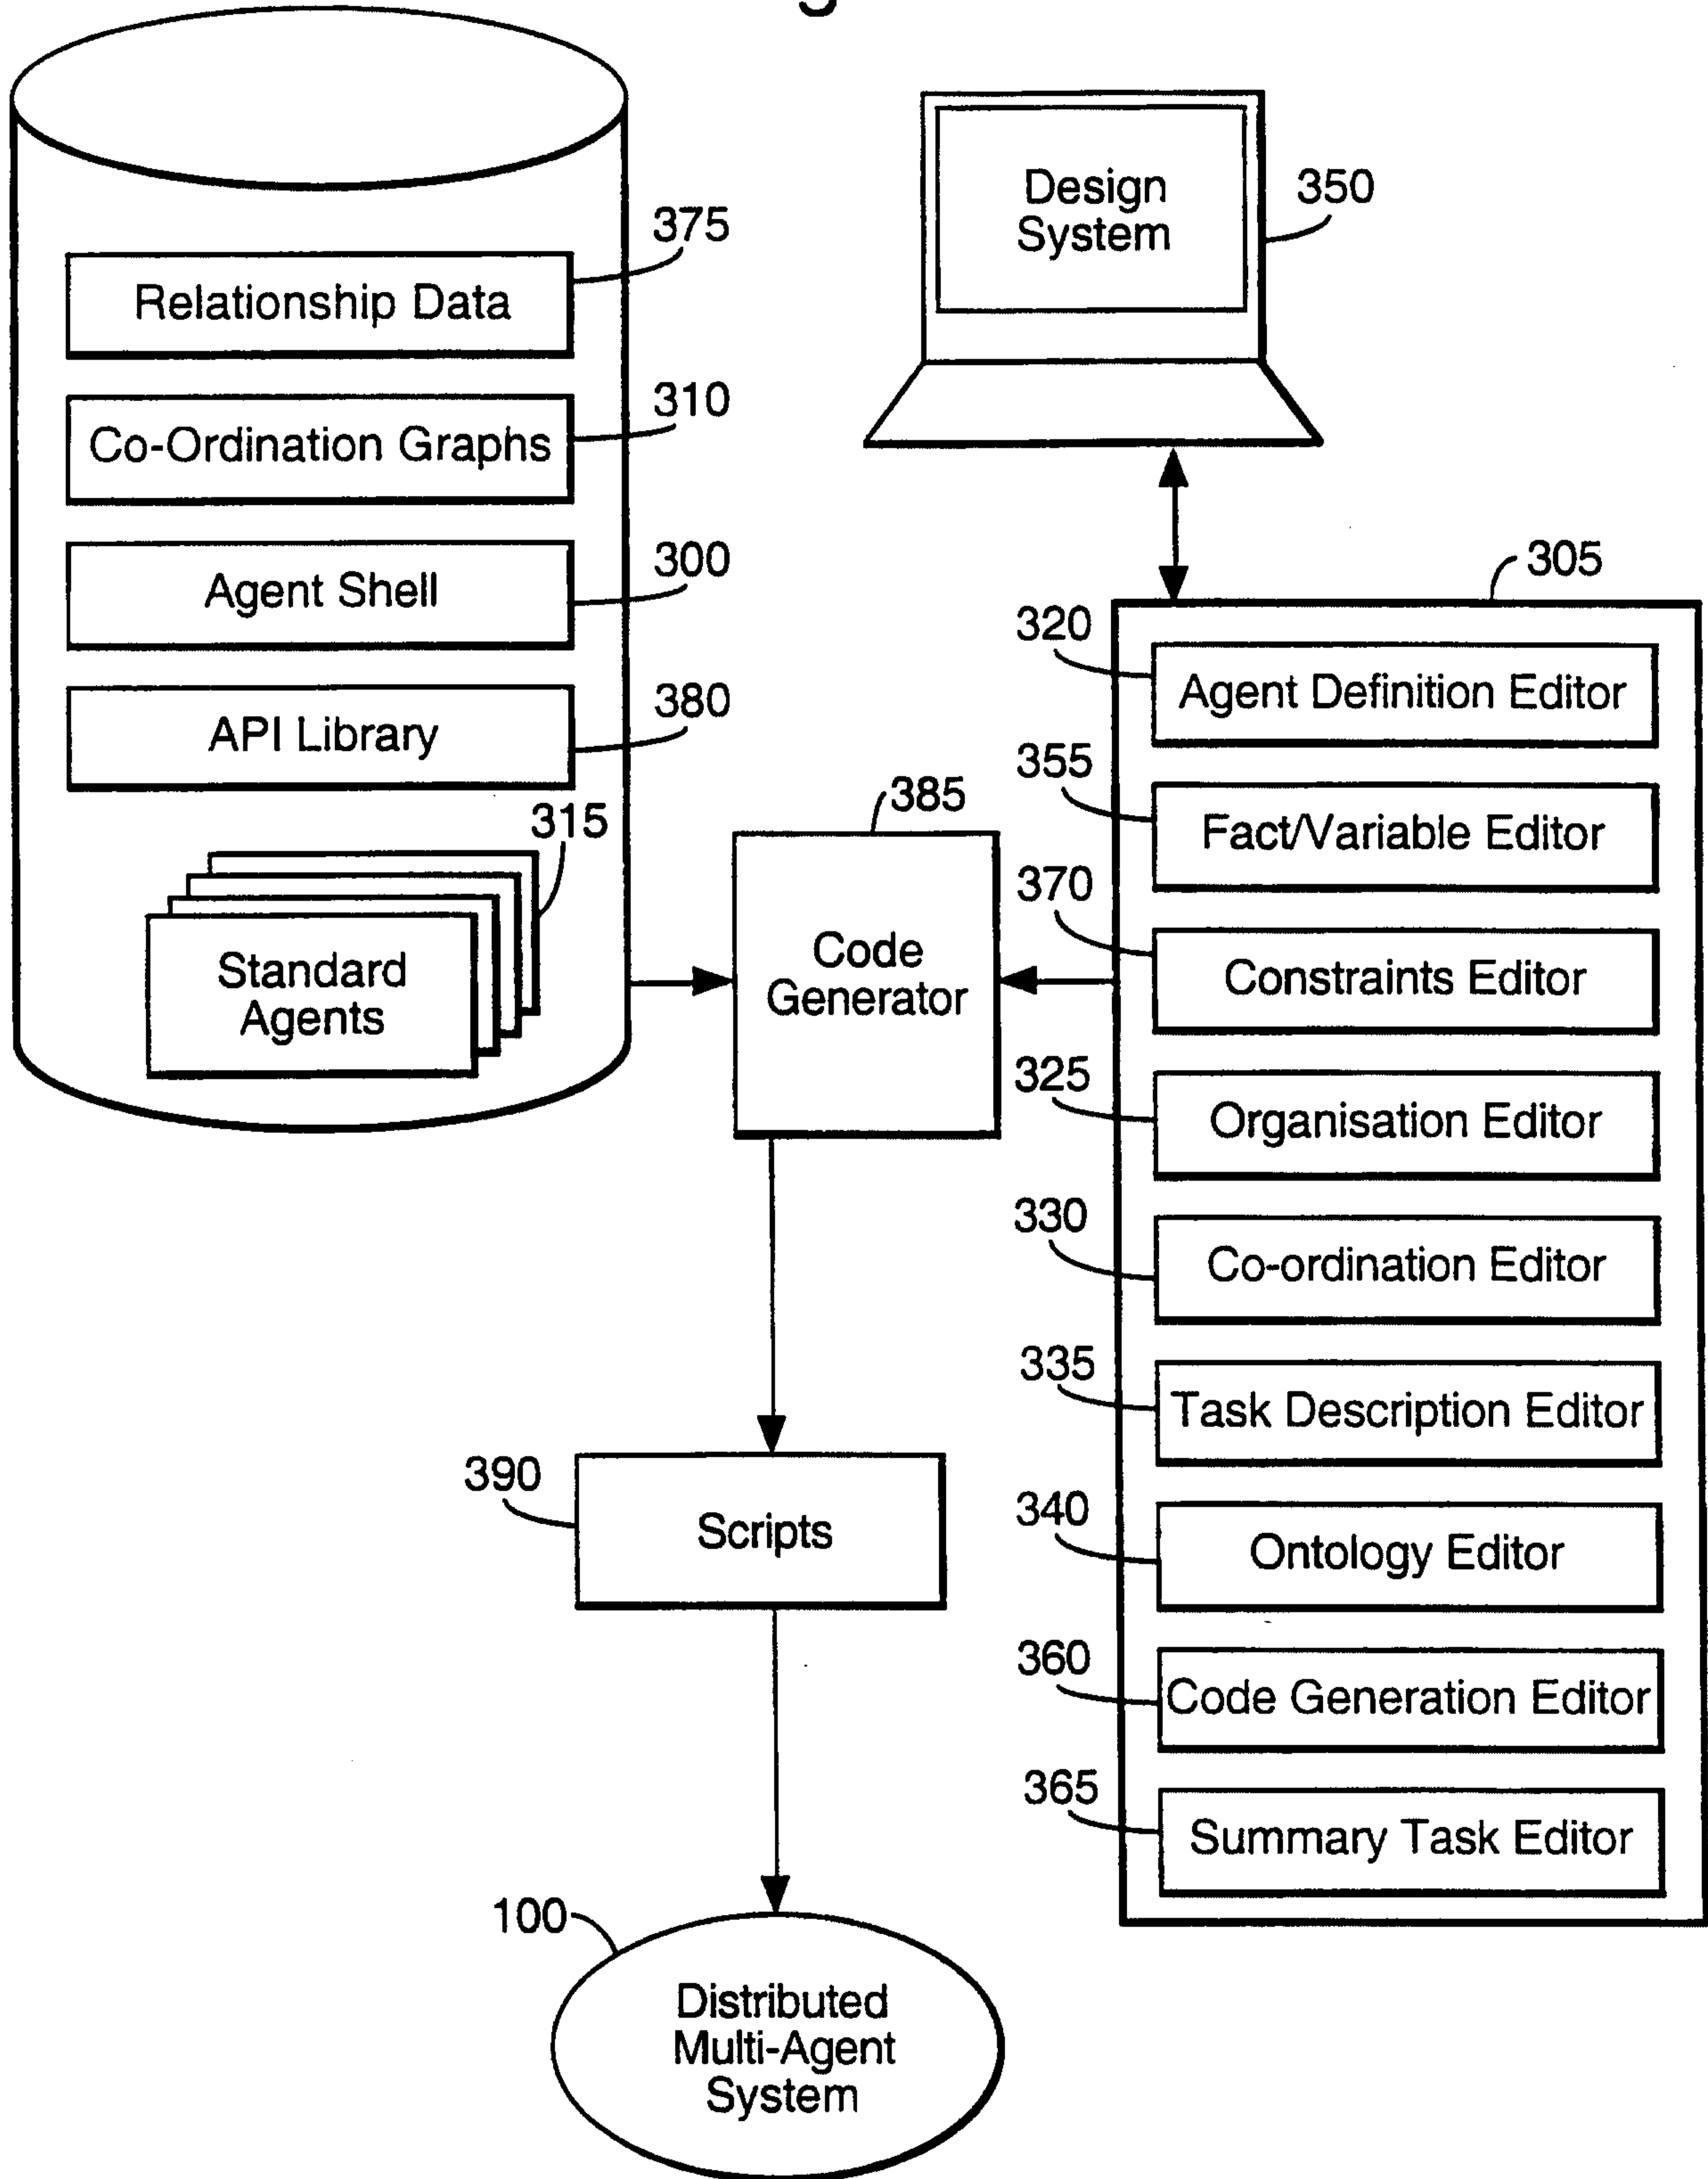 375
Relationship Data
310
Co-Ordination Graphs
300
Agent Shell
380
API Library
315
Standard
Agents
Design
System
350
305
320
Agent Definition Editor
355
Fact/Variable Editor
370
Constraints Editor
325
Organisation Editor
330
Co-ordination Editor
335
Task Description Editor
340
Ontology Editor
360
Code Generation Editor
365
Summary Task Editor
385
Code
Generator
390
Scripts
100
Distributed
Multi-Agent
System